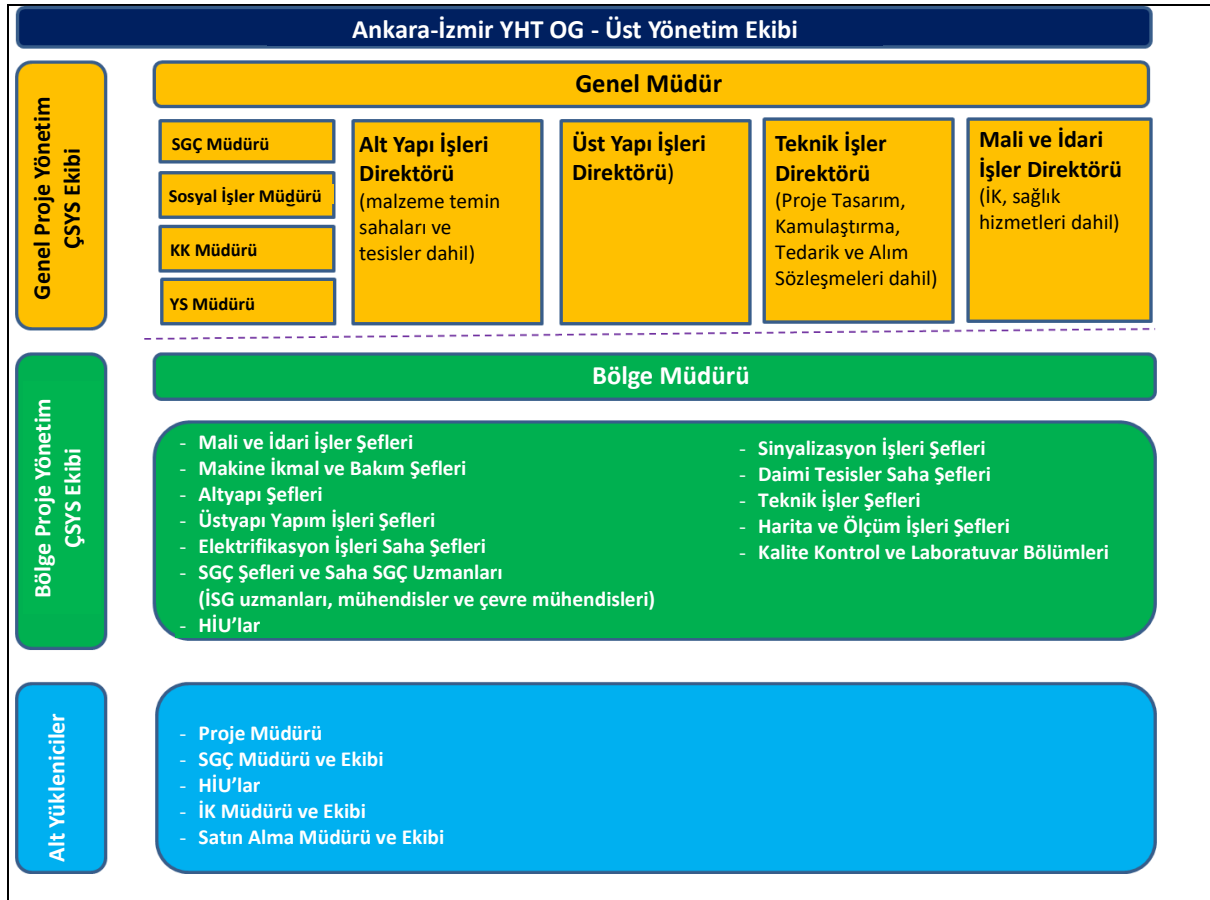 Ankara-İzmir YHT OG - Üst Yönetim Ekibi
Genel Proje Yönetim
ÇSYS Ekibi
Genel Müdür
SGÇ Müdürü
Sosyal İşler Müdürü
KK Müdürü
YS Müdürü
Alt Yapı İşleri
Direktörü
(malzeme temin
sahaları ve
tesisler dahil)
Üst Yapı İşleri
Direktörü)
Teknik İşler
Direktörü
(Proje Tasarım,
Kamulaştırma,
Tedarik ve Alım
Sözleşmeleri dahil)
Mali ve İdari
İşler Direktörü
(İK, sağlık
hizmetleri dahil)
Bölge Proje Yönetim
ÇSYS Ekibi
Bölge Müdürü
- Mali ve İdari İşler Şefleri
- Makine İkmal ve Bakım Şefleri
- Altyapı Şefleri
- Üstyapı Yapım İşleri Şefleri
- Elektrifikasyon İşleri Saha Şefleri
- SGÇ Şefleri ve Saha SGÇ Uzmanları
(İSG uzmanları, mühendisler ve çevre mühendisleri)
- HİU'lar
- Sinyalizasyon İşleri Şefleri
- Daimi Tesisler Saha Şefleri
- Teknik İşler Şefleri
- Harita ve Ölçüm İşleri Şefleri
- Kalite Kontrol ve Laboratuvar Bölümleri
Alt Yükleniciler
- Proje Müdürü
- SGÇ Müdürü ve Ekibi
- HİU'lar
- İK Müdürü ve Ekibi
- Satın Alma Müdürü ve Ekibi